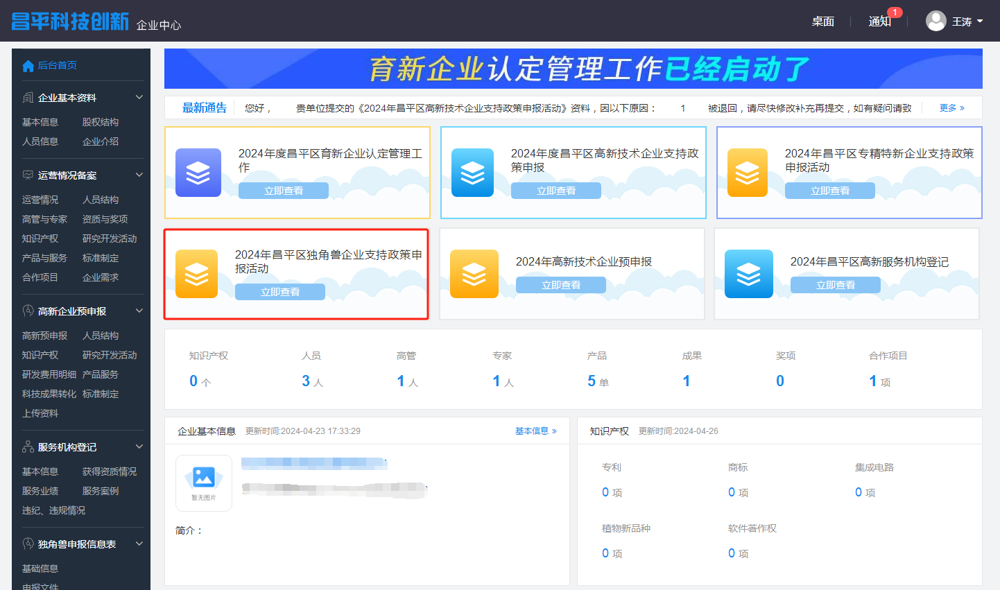 昌平科技创新 企业中心
桌面 通知 1 王涛
后台首页
企业基本资料
基本信息 股权结构
人员信息 企业介绍
运营情况备案
运营情况 人员结构
高管与专家 资质与奖项
知识产权 研究开发活动
产品与服务 标准制定
合作项目 企业需求
高新企业预申报
高新预申报 人员结构
知识产权 研究开发活动
研发费用明细 产品服务
科技成果转化 标准制定
上传资料
服务机构登记
基本信息 获得资质情况
服务业绩 服务案例
违纪、违规情况
独角兽申报信息表
基础信息
申报文件
育新企业认定管理工作已经启动了
最新通告 您好， 贵单位提交的《2024年昌平区高新技术企业支持政策申报活动》资料，因以下原因： 1 被退回，请尽快修改补充再提交，如有疑问请致 更多 »
2024年度昌平区育新企业认定管理工
作
立即查看
2024年度昌平区高新技术企业支持政
策申报
立即查看
2024年昌平区专精特新企业支持政策
申报活动
立即查看
2024年昌平区独角兽企业支持政策申
报活动
立即查看
2024年高新技术企业预申报
立即查看
2024年昌平区高新服务机构登记
立即查看
知识产权 人员 高管 专家 产品 成果 奖项 合作项目
0 个 3 人 1 人 1 人 5 单 1 0 1 项
企业基本信息 更新时间:2024-04-23 17:33:29 基本信息 »
暂无图片
简介：
知识产权 更新时间:2024-04-26
专利 商标 集成电路
0 项 0 项 0 项
植物新品种 软件著作权
0 项 0 项